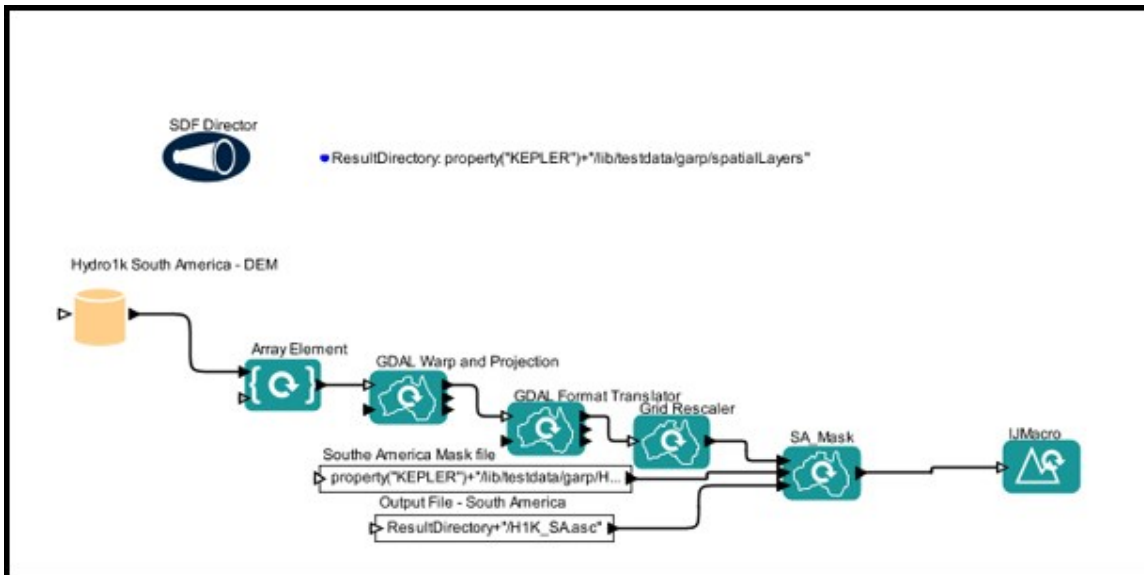 SDF Director
ResultDirectory: property("KEPLER")+"/lib/testdata/garp/spatialLayers"
Hydro1k South America - DEM
Array Element
GDAL Warp and Projection
GDAL Format Translator
Grid Rescaler
SA_Mask
IJMacro
Southe America Mask file
property("KEPLER")+"/lib/testdata/garp/H...
Output File - South America
ResultDirectory+"/H1K_SA.asc"